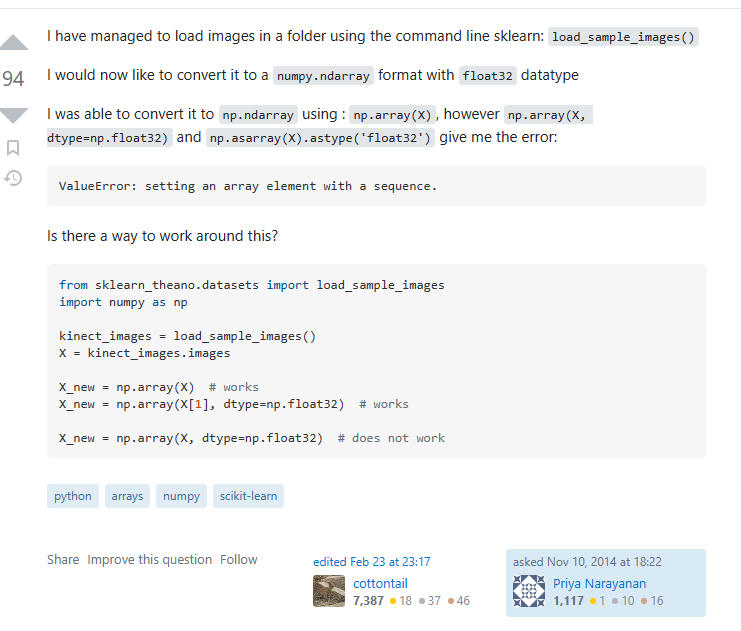 I have managed to load images in a folder using the command line sklearn: load_sample_images()
94
I would now like to convert it to a numpy.ndarray format with float32 datatype
I was able to convert it to np.ndarray using : np.array(X), however np.array(X,
dtype=np.float32) and np.asarray(X).astype('float32') give me the error:
ValueError: setting an array element with a sequence.
Is there a way to work around this?
from sklearn_theano.datasets import load_sample_images
import numpy as np
kinect_images = load_sample_images()
X = kinect_images.images
X_new = np.array(X)  # works
X_new = np.array(X[1], dtype=np.float32)  # works
X_new = np.array(X, dtype=np.float32)  # does not work
python arrays numpy scikit-learn
Share Improve this question Follow
edited Feb 23 at 23:17
cottontail
7,387 18 37 46
asked Nov 10, 2014 at 18:22
Priya Narayanan
1,117 1 10 16